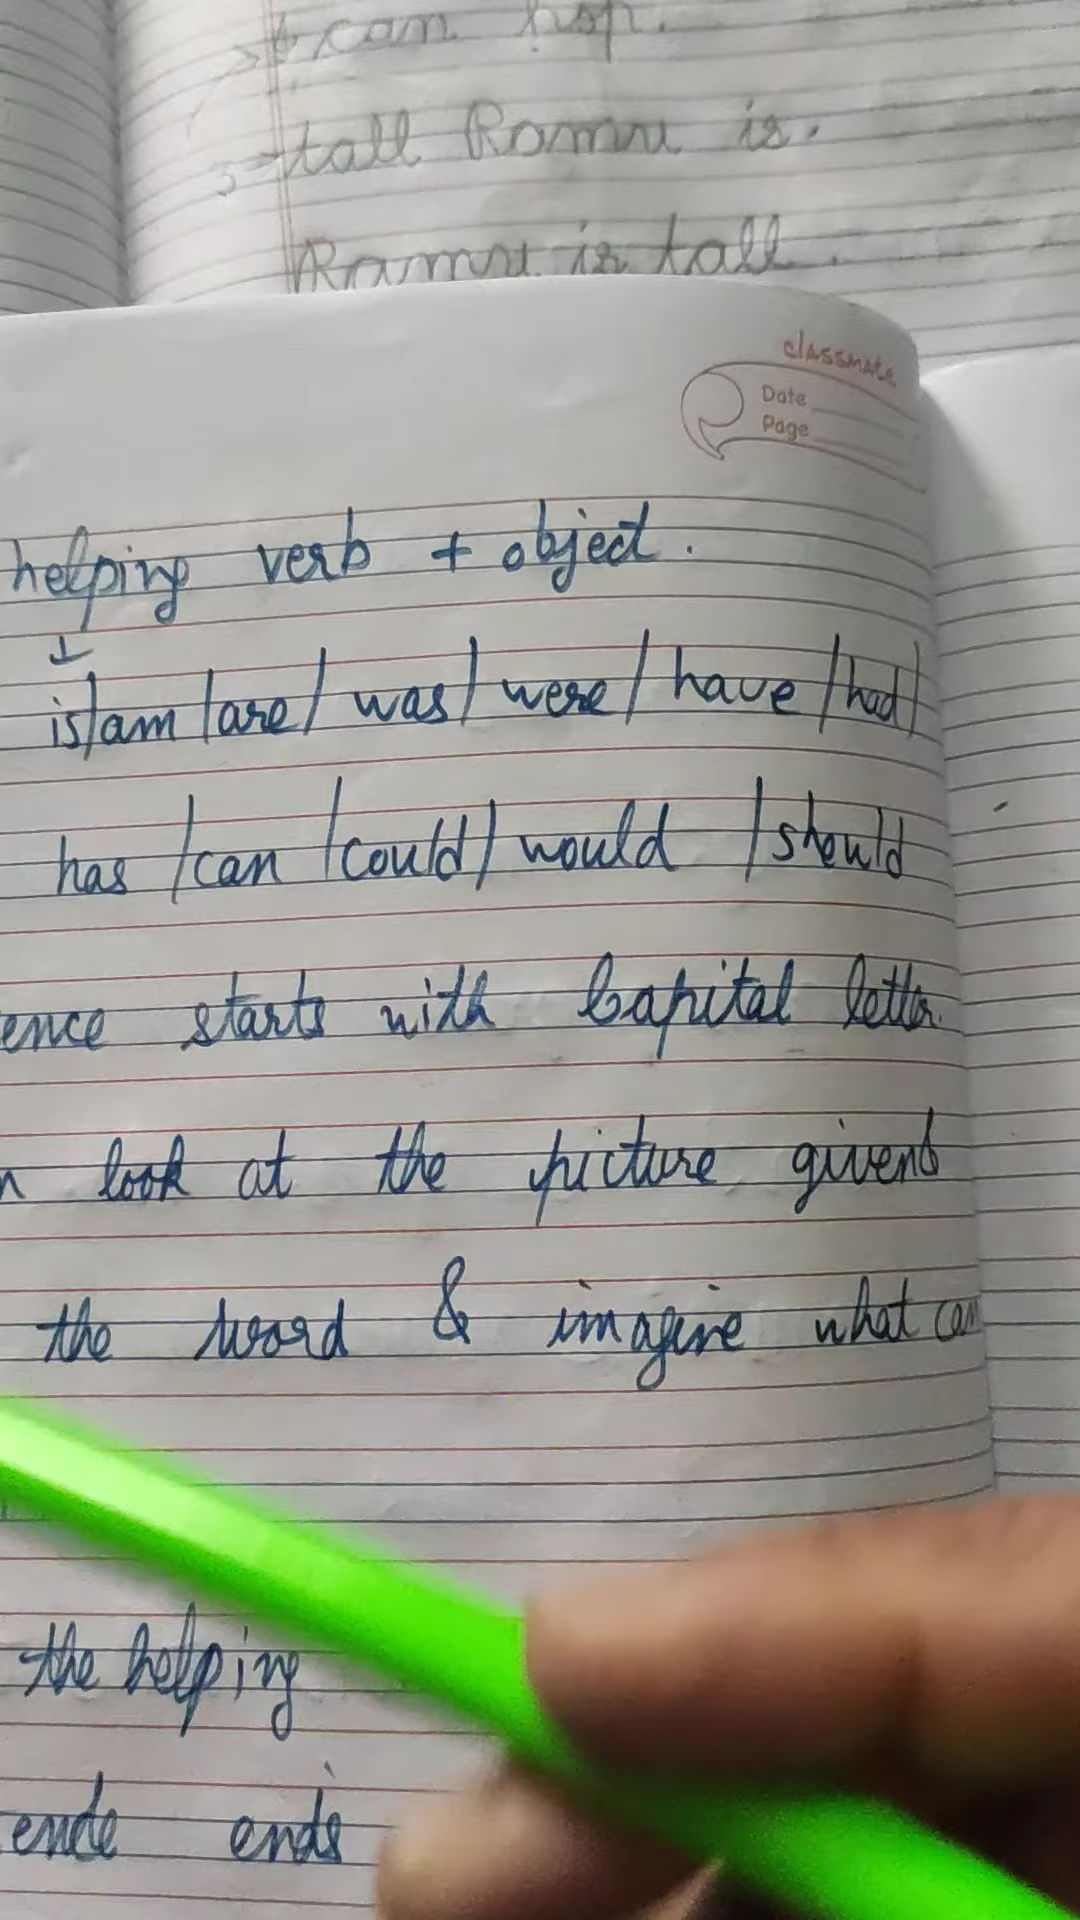 can hop.
tall Ramu is.
Ramu is tall.
classmate
Date
Page
helping verb + object.
is/am/are/ was/ were/ have /had/
has /can /could/ would /should
ence starts with Capital letter.
n look at the picture given
the word & imagine what can
the helping
ende ends